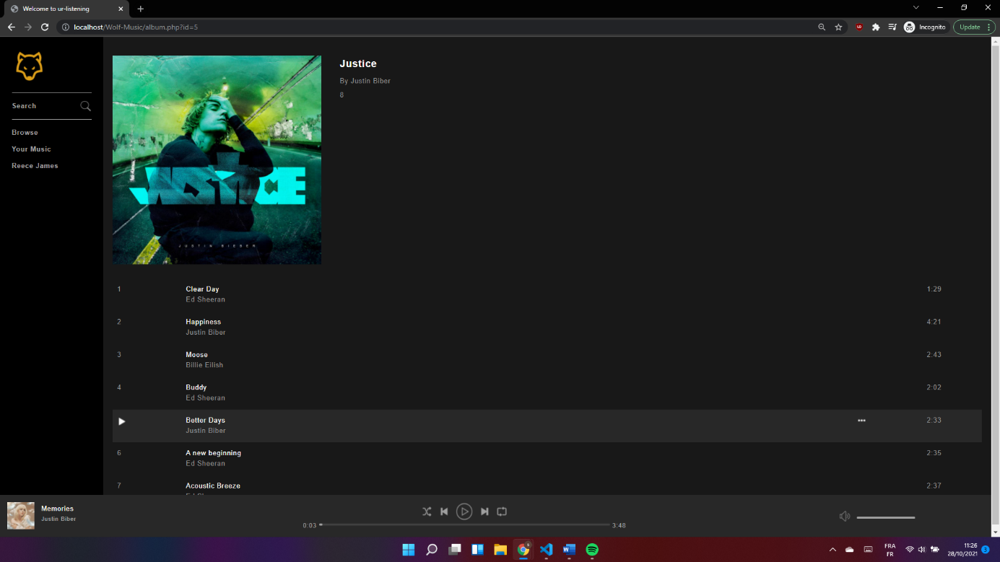 Welcome to ur-listening
localhost/Wolf-Music/album.php?id=5
Incognito
Update
Search
Browse
Your Music
Reece James
JUSTICE
JUSTIN BIEBER
Justice
By Justin Biber
8
1 Clear Day 1:29
Ed Sheeran
2 Happiness 4:21
Justin Biber
3 Moose 2:43
Billie Eilish
4 Buddy 2:02
Ed Sheeran
Better Days ••• 2:33
Justin Biber
6 A new beginning 2:35
Ed Sheeran
7 Acoustic Breeze 2:37
Memories
Justin Biber
0:03 3:48
FRA
FR
11:26
28/10/2021
3